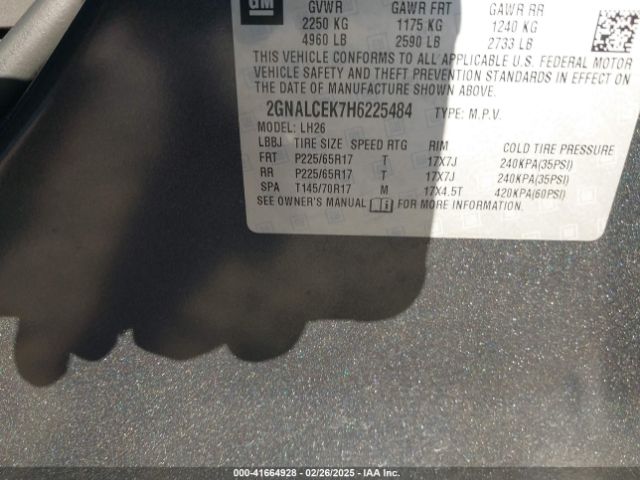 GM
GVWR GAWR FRT GAWR RR
2250 KG 1175 KG 1240 KG
4960 LB 2590 LB 2733 LB
THIS VEHICLE CONFORMS TO ALL APPLICABLE U.S. FEDERAL MOTOR
VEHICLE SAFETY AND THEFT PREVENTION STANDARDS IN EFFECT ON
THE DATE OF MANUFACTURE SHOWN ABOVE.
2GNALCEK7H6225484 TYPE: M.P.V.
MODEL: LH26
LBBJ TIRE SIZE SPEED RTG RIM COLD TIRE PRESSURE
FRT P225/65R17 T 17X7J 240KPA(35PSI)
RR P225/65R17 T 17X7J 240KPA(35PSI)
SPA T145/70R17 M 17X4.5T 420KPA(60PSI)
SEE OWNER'S MANUAL FOR MORE INFORMATION.
000-41664928 - 02/26/2025 - IAA Inc.